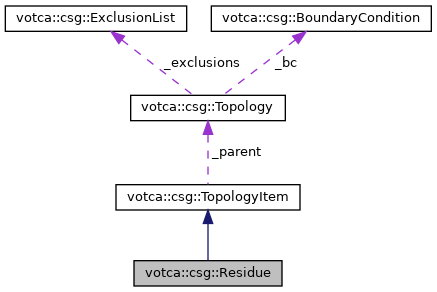 votca::csg::ExclusionList votca::csg::BoundaryCondition
_exclusions _bc
votca::csg::Topology
_parent
votca::csg::TopologyItem
votca::csg::Residue